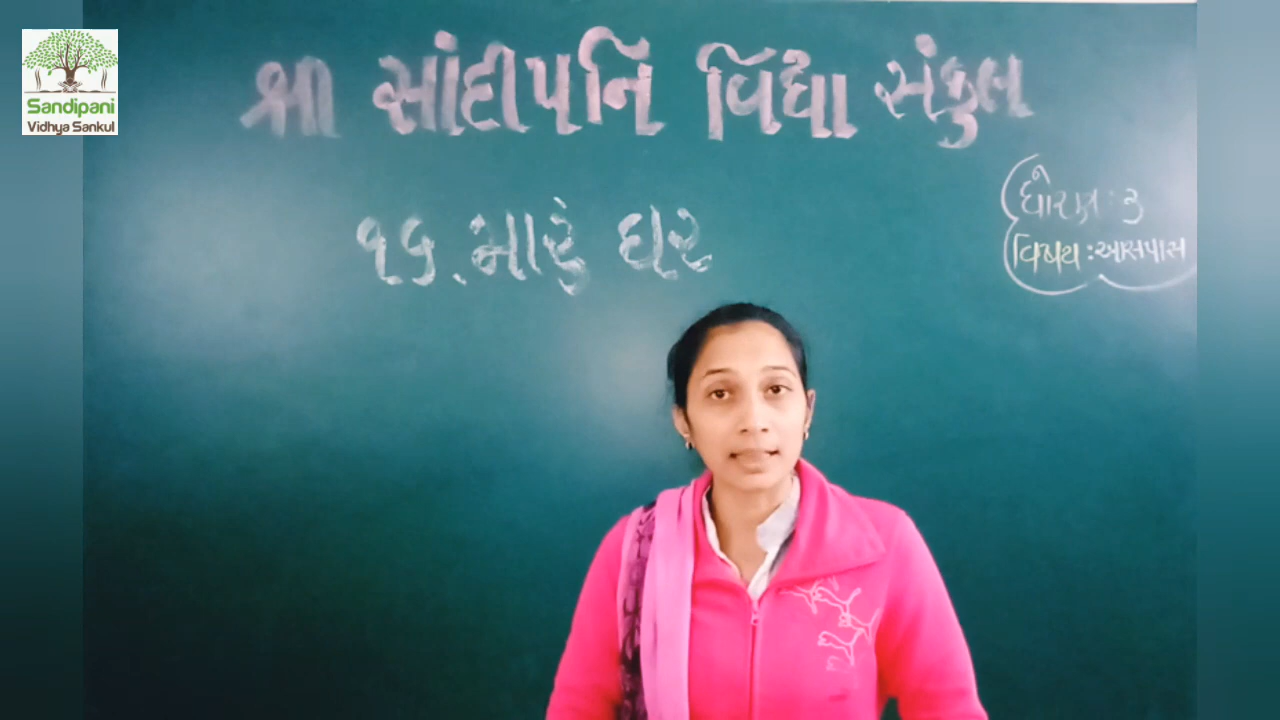 Sandipani
Vidhya Sankul
શ્રી સાંદીપનિ વિદ્યા સંકુલ
૧૬. મારું ઘર
ધોરણ : ૩
વિષય : આસપાસ